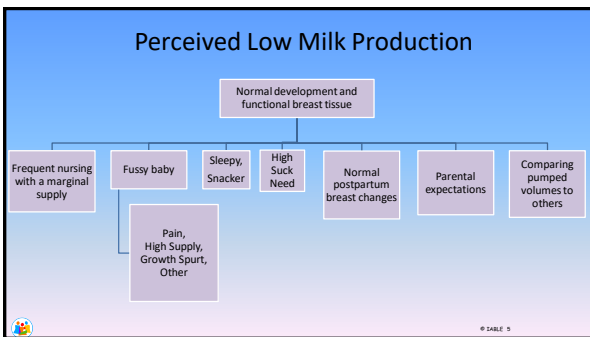 Perceived Low Milk Production
Normal development and
functional breast tissue
Frequent nursing
with a marginal
supply
Fussy baby
Sleepy,
Snacker
High
Suck
Need
Normal
postpartum
breast changes
Parental
expectations
Comparing
pumped
volumes to
others
Pain,
High Supply,
Growth Spurt,
Other
© IABLE 5